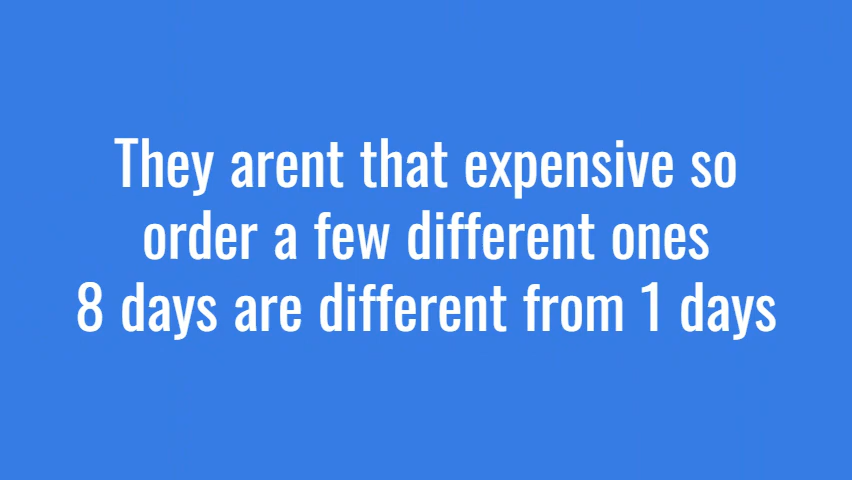 They arent that expensive so
order a few different ones
8 days are different from 1 days